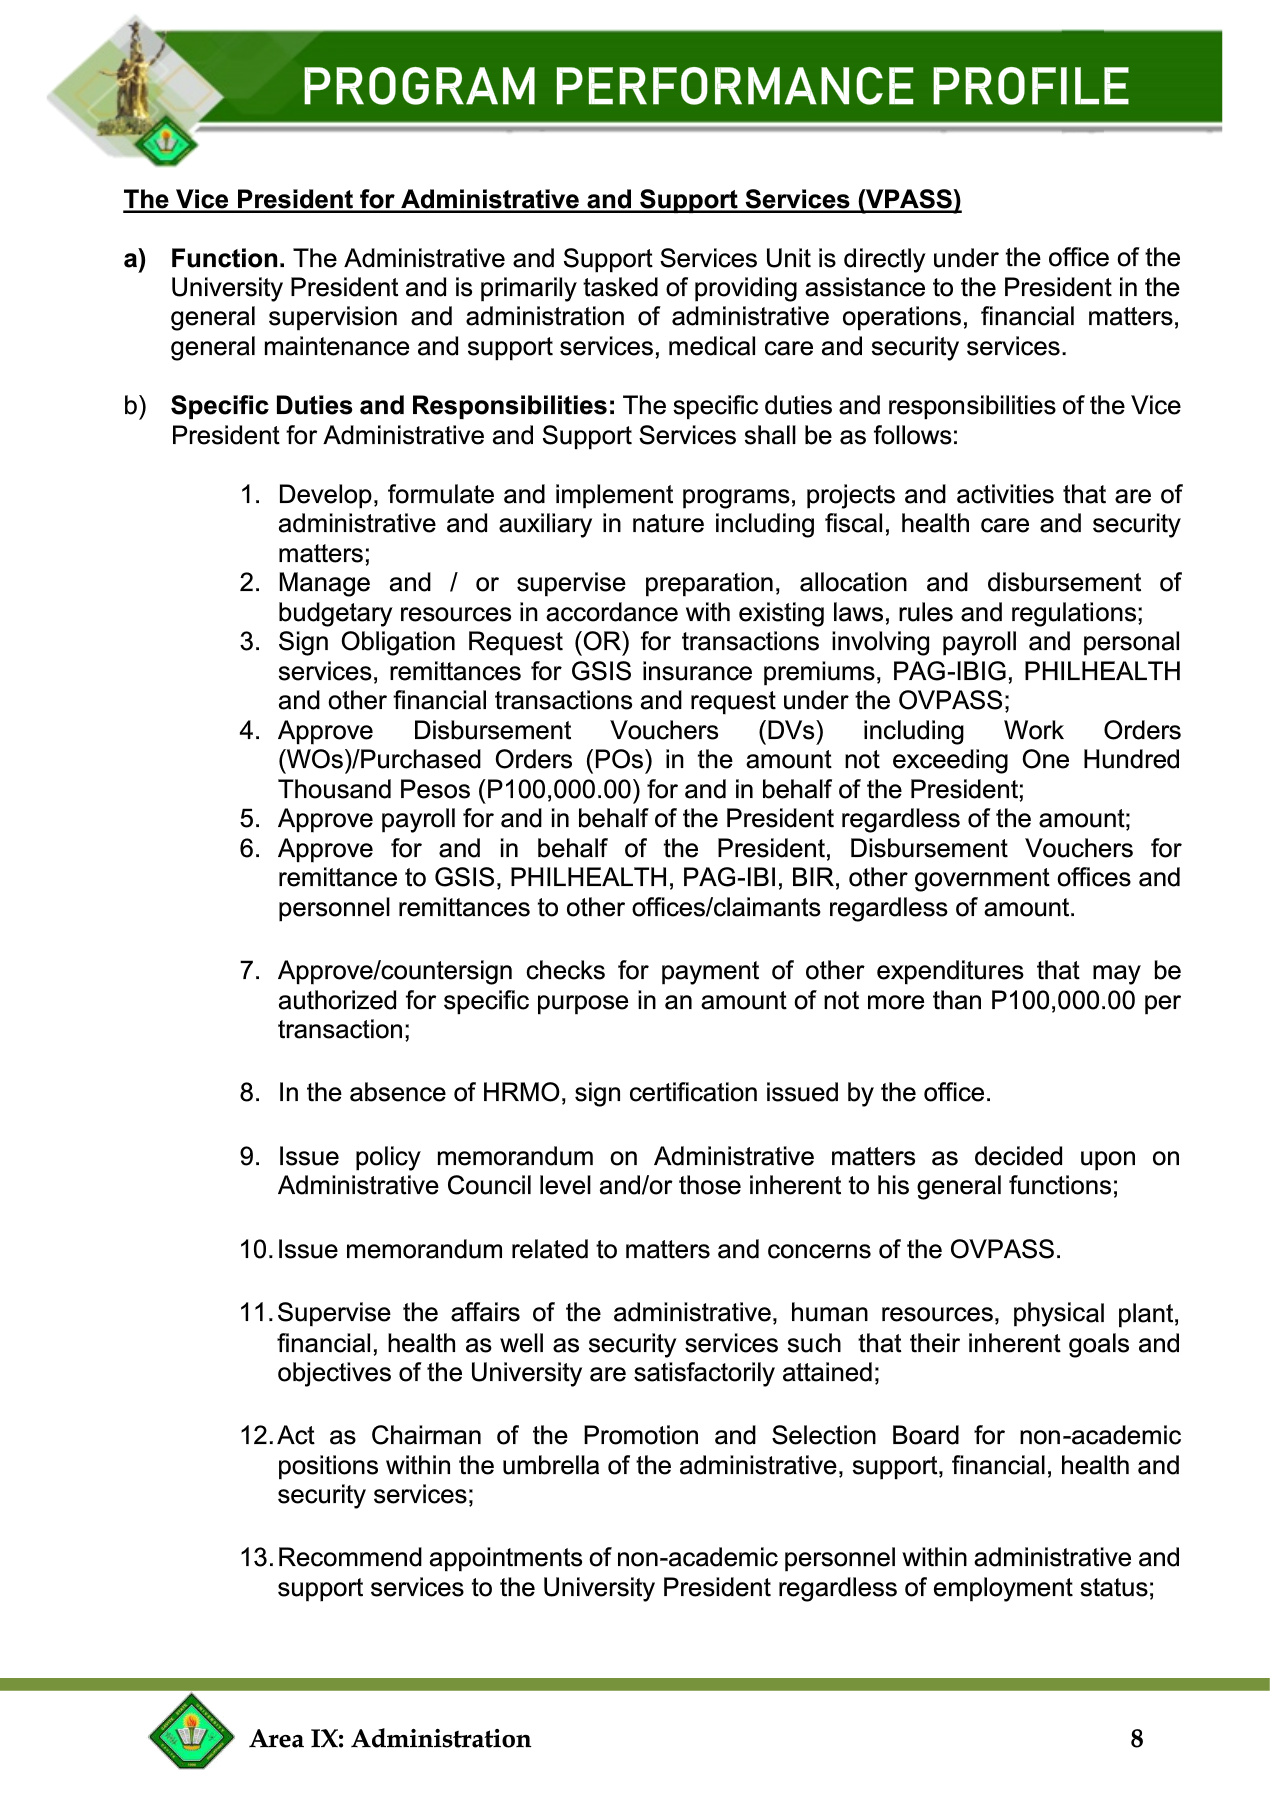 PROGRAM PERFORMANCE PROFILE
The Vice President for Administrative and Support Services (VPASS)
a) Function. The Administrative and Support Services Unit is directly under the office of the
University President and is primarily tasked of providing assistance to the President in the
general supervision and administration of administrative operations, financial matters,
general maintenance and support services, medical care and security services.
b) Specific Duties and Responsibilities: The specific duties and responsibilities of the Vice
President for Administrative and Support Services shall be as follows:
1. Develop, formulate and implement programs, projects and activities that are of
administrative and auxiliary in nature including fiscal, health care and security
matters;
2. Manage and / or supervise preparation, allocation and disbursement of
budgetary resources in accordance with existing laws, rules and regulations;
3. Sign Obligation Request (OR) for transactions involving payroll and personal
services, remittances for GSIS insurance premiums, PAG-IBIG, PHILHEALTH
and other financial transactions and request under the OVPASS;
4. Approve Disbursement Vouchers (DVs) including Work Orders
(WOs)/Purchased Orders (POs) in the amount not exceeding One Hundred
Thousand Pesos (P100,000.00) for and in behalf of the President;
5. Approve payroll for and in behalf of the President regardless of the amount;
6. Approve for and in behalf of the President, Disbursement Vouchers for
remittance to GSIS, PHILHEALTH, PAG-IBI, BIR, other government offices and
personnel remittances to other offices/claimants regardless of amount.
7. Approve/countersign checks for payment of other expenditures that may be
authorized for specific purpose in an amount of not more than P100,000.00 per
transaction;
8. In the absence of HRMO, sign certification issued by the office.
9. Issue policy memorandum on Administrative matters as decided upon on
Administrative Council level and/or those inherent to his general functions;
10. Issue memorandum related to matters and concerns of the OVPASS.
11. Supervise the affairs of the administrative, human resources, physical plant,
financial, health as well as security services such that their inherent goals and
objectives of the University are satisfactorily attained;
12. Act as Chairman of the Promotion and Selection Board for non-academic
positions within the umbrella of the administrative, support, financial, health and
security services;
13. Recommend appointments of non-academic personnel within administrative and
support services to the University President regardless of employment status;
Area IX: Administration 8